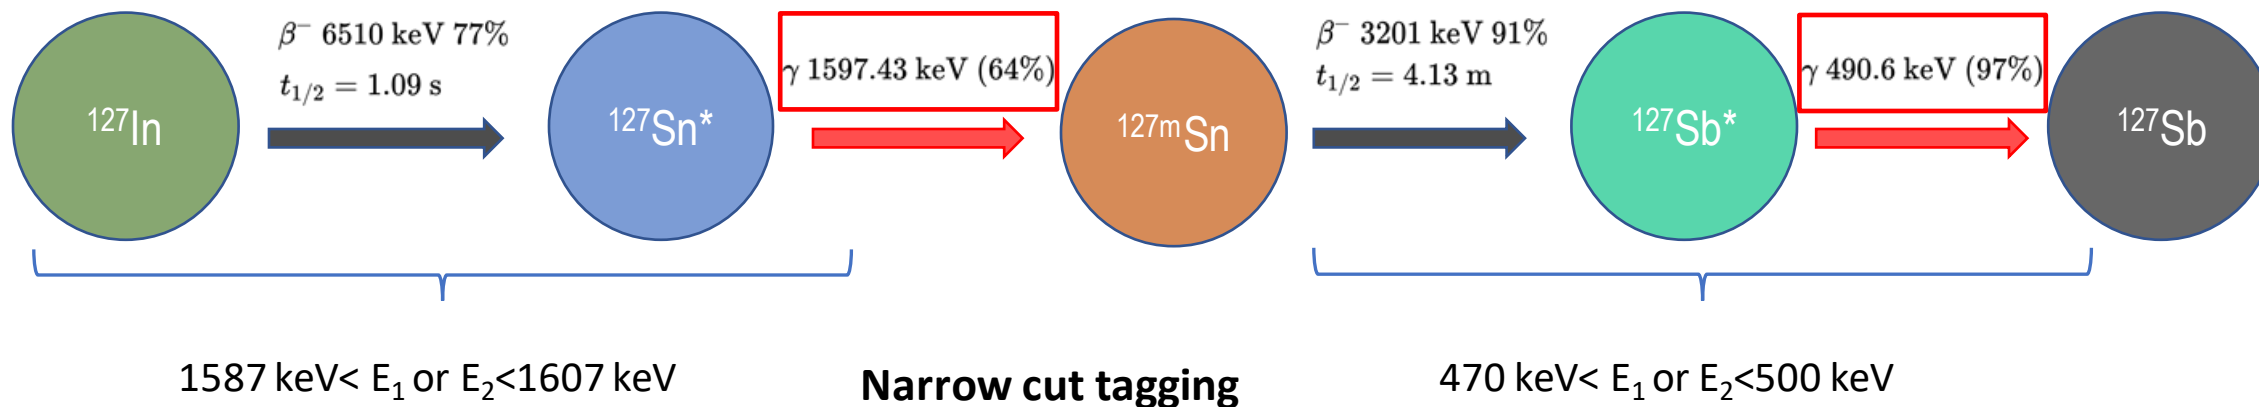 β⁻ 6510 keV 77%
t₁/₂ = 1.09 s
γ 1597.43 keV (64%)
β⁻ 3201 keV 91%
t₁/₂ = 4.13 m
γ 490.6 keV (97%)
¹²⁷In
¹²⁷Sn*
¹²⁷ᵐSn
¹²⁷Sb*
¹²⁷Sb
1587 keV< E₁ or E₂<1607 keV
Narrow cut tagging
470 keV< E₁ or E₂<500 keV